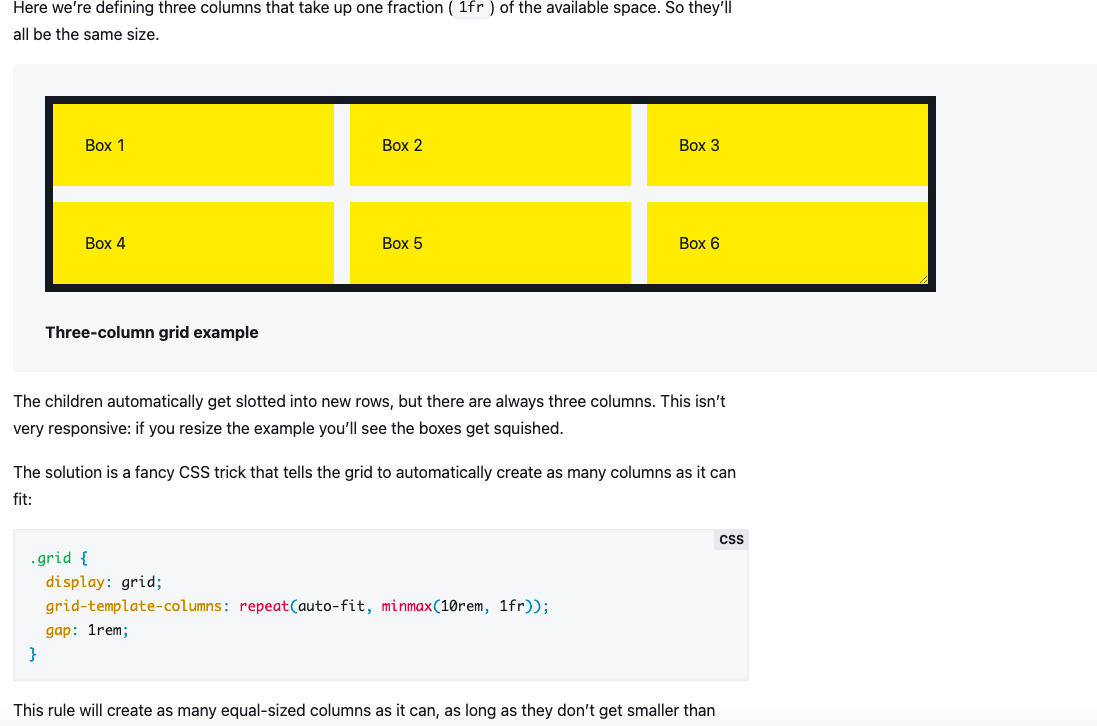 Here we’re defining three columns that take up one fraction ( 1fr ) of the available space. So they’ll
all be the same size.
Box 1 Box 2 Box 3
Box 4 Box 5 Box 6
Three-column grid example
The children automatically get slotted into new rows, but there are always three columns. This isn’t
very responsive: if you resize the example you’ll see the boxes get squished.
The solution is a fancy CSS trick that tells the grid to automatically create as many columns as it can
fit:
CSS
.grid {
  display: grid;
  grid-template-columns: repeat(auto-fit, minmax(10rem, 1fr));
  gap: 1rem;
}
This rule will create as many equal-sized columns as it can, as long as they don’t get smaller than